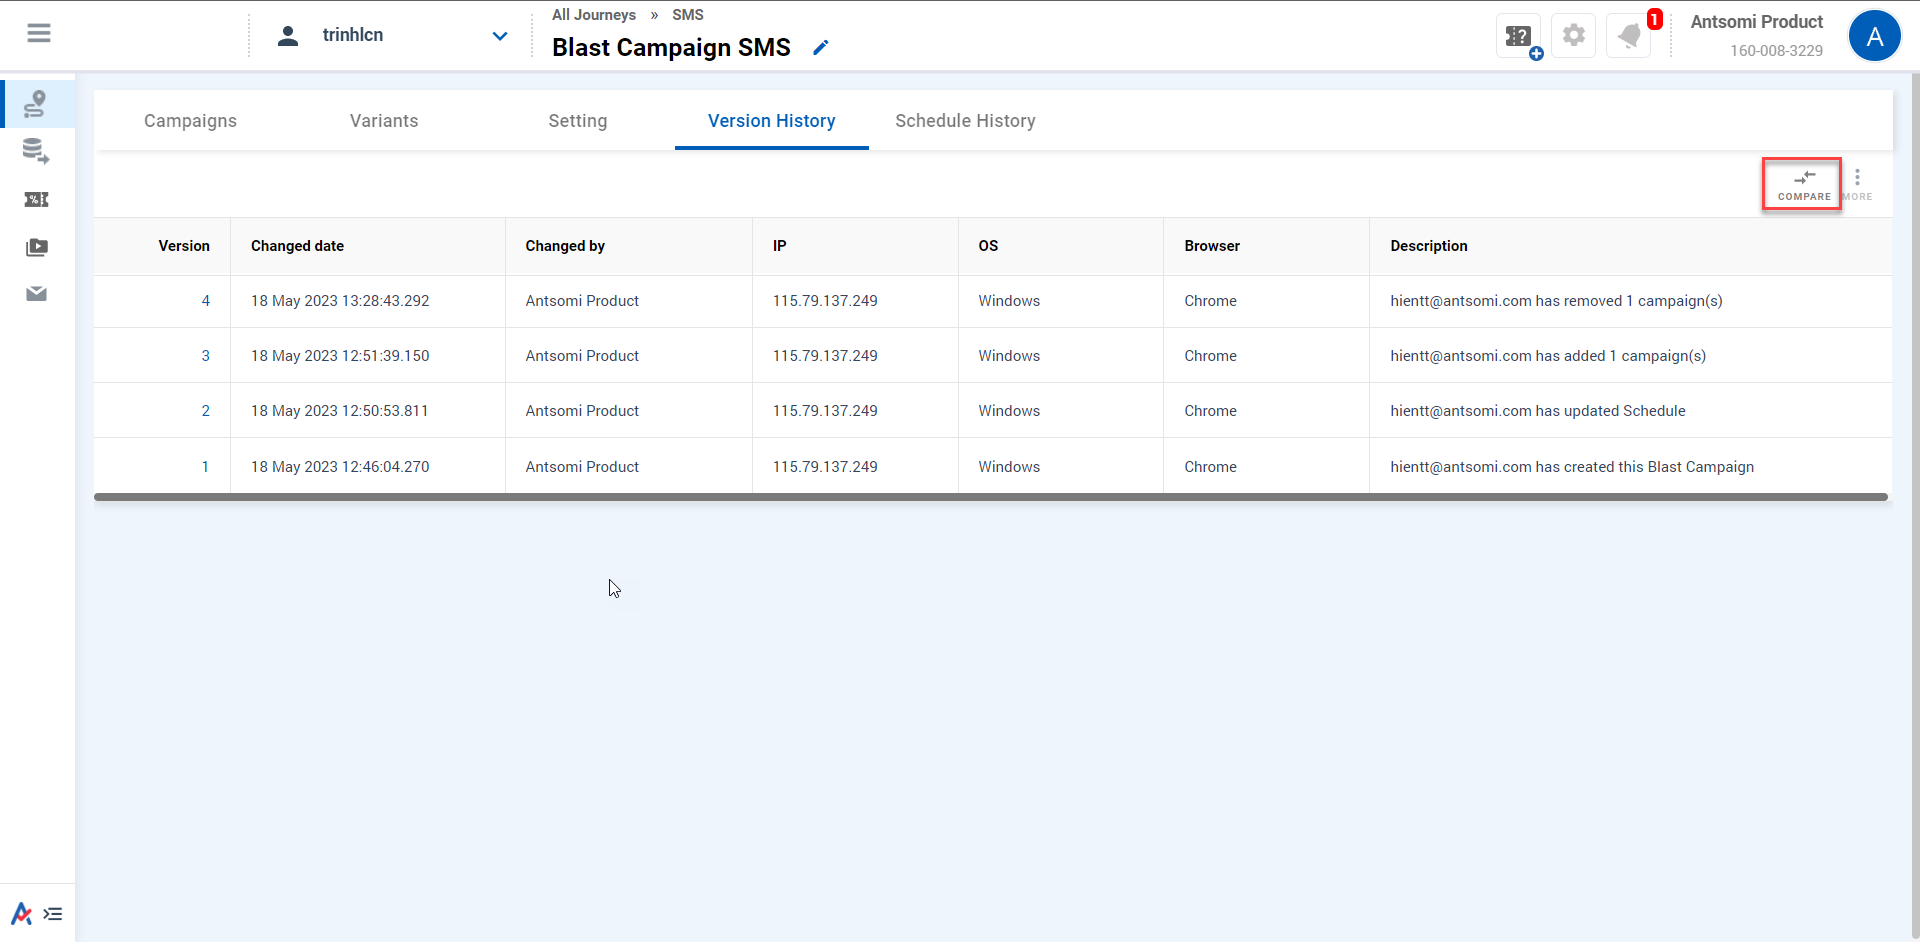 trinhlcn
All Journeys » SMS
Blast Campaign SMS
?
1
Antsomi Product
160-008-3229
A
Campaigns Variants Setting Version History Schedule History
COMPARE MORE
Version Changed date Changed by IP OS Browser Description
4 18 May 2023 13:28:43.292 Antsomi Product 115.79.137.249 Windows Chrome hientt@antsomi.com has removed 1 campaign(s)
3 18 May 2023 12:51:39.150 Antsomi Product 115.79.137.249 Windows Chrome hientt@antsomi.com has added 1 campaign(s)
2 18 May 2023 12:50:53.811 Antsomi Product 115.79.137.249 Windows Chrome hientt@antsomi.com has updated Schedule
1 18 May 2023 12:46:04.270 Antsomi Product 115.79.137.249 Windows Chrome hientt@antsomi.com has created this Blast Campaign